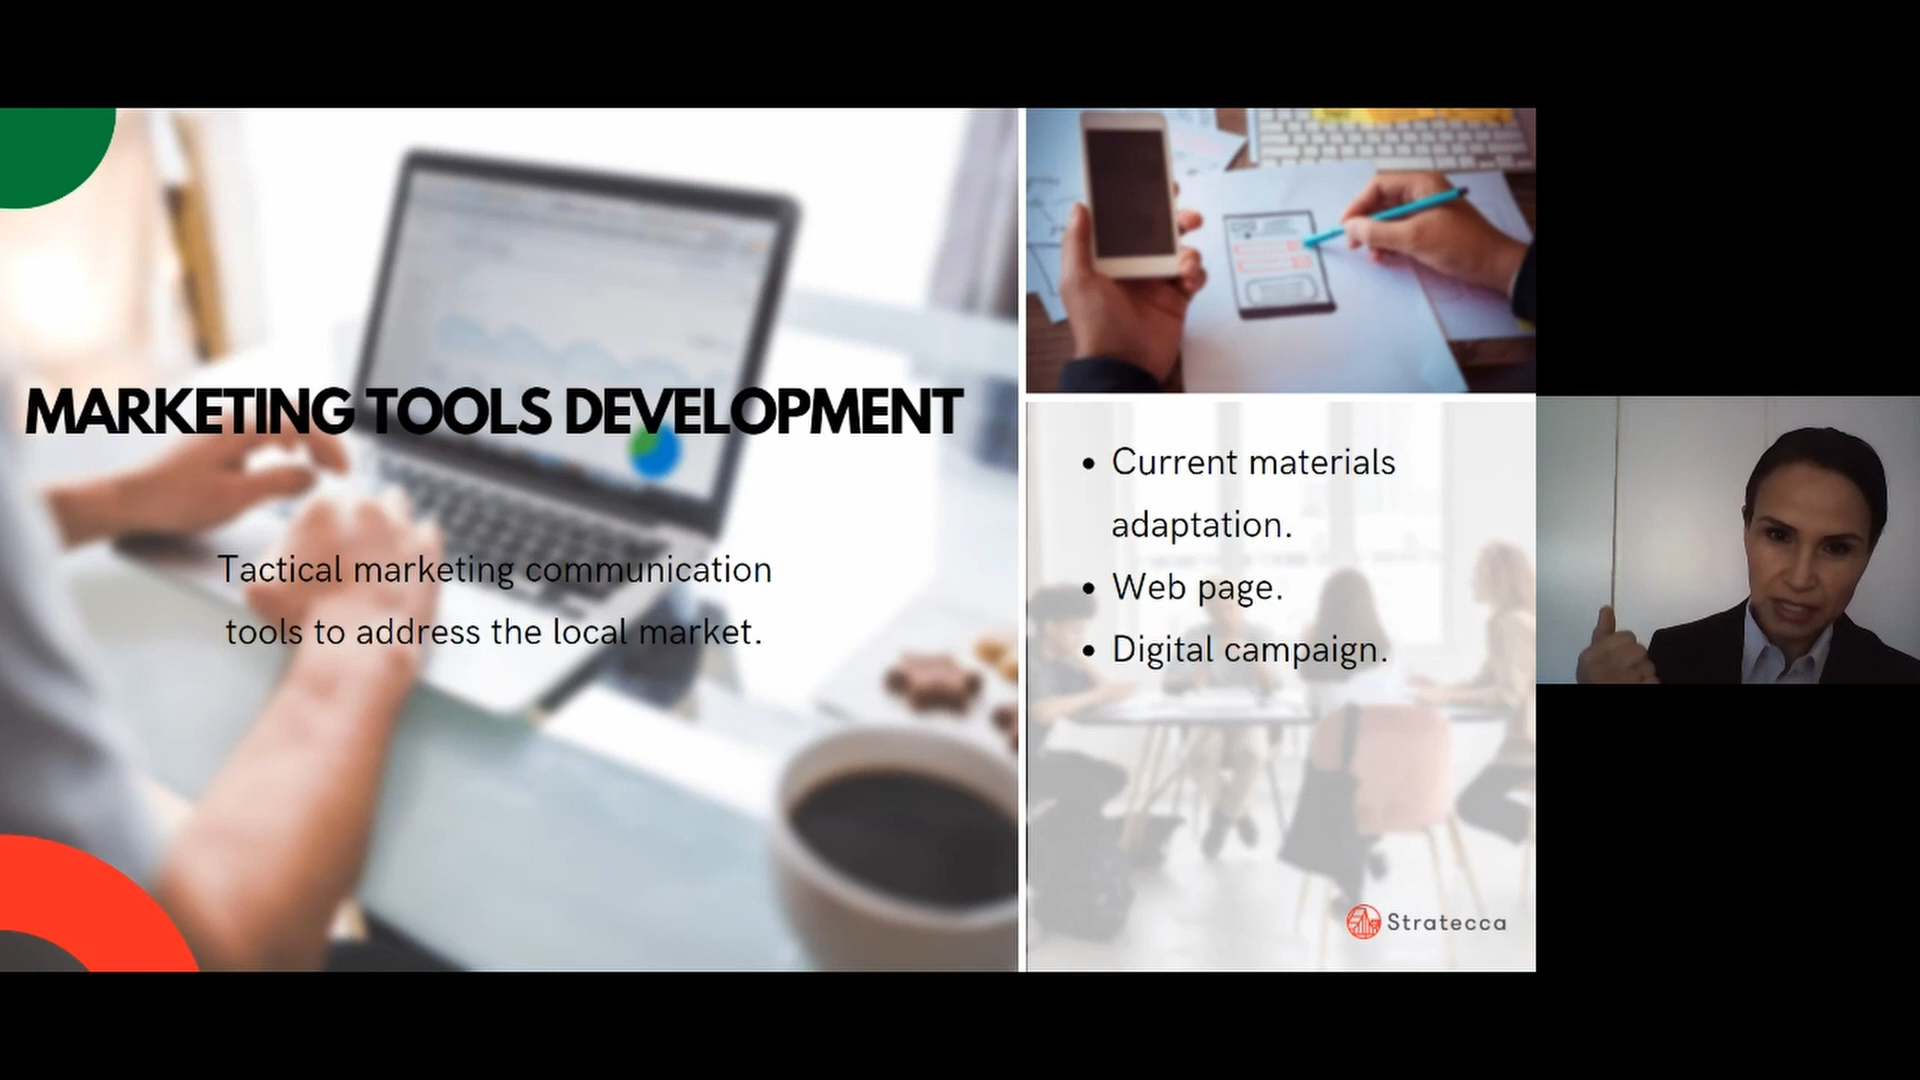 MARKETING TOOLS DEVELOPMENT
Tactical marketing communication
tools to address the local market.
• Current materials
adaptation.
• Web page.
• Digital campaign.
Stratecca